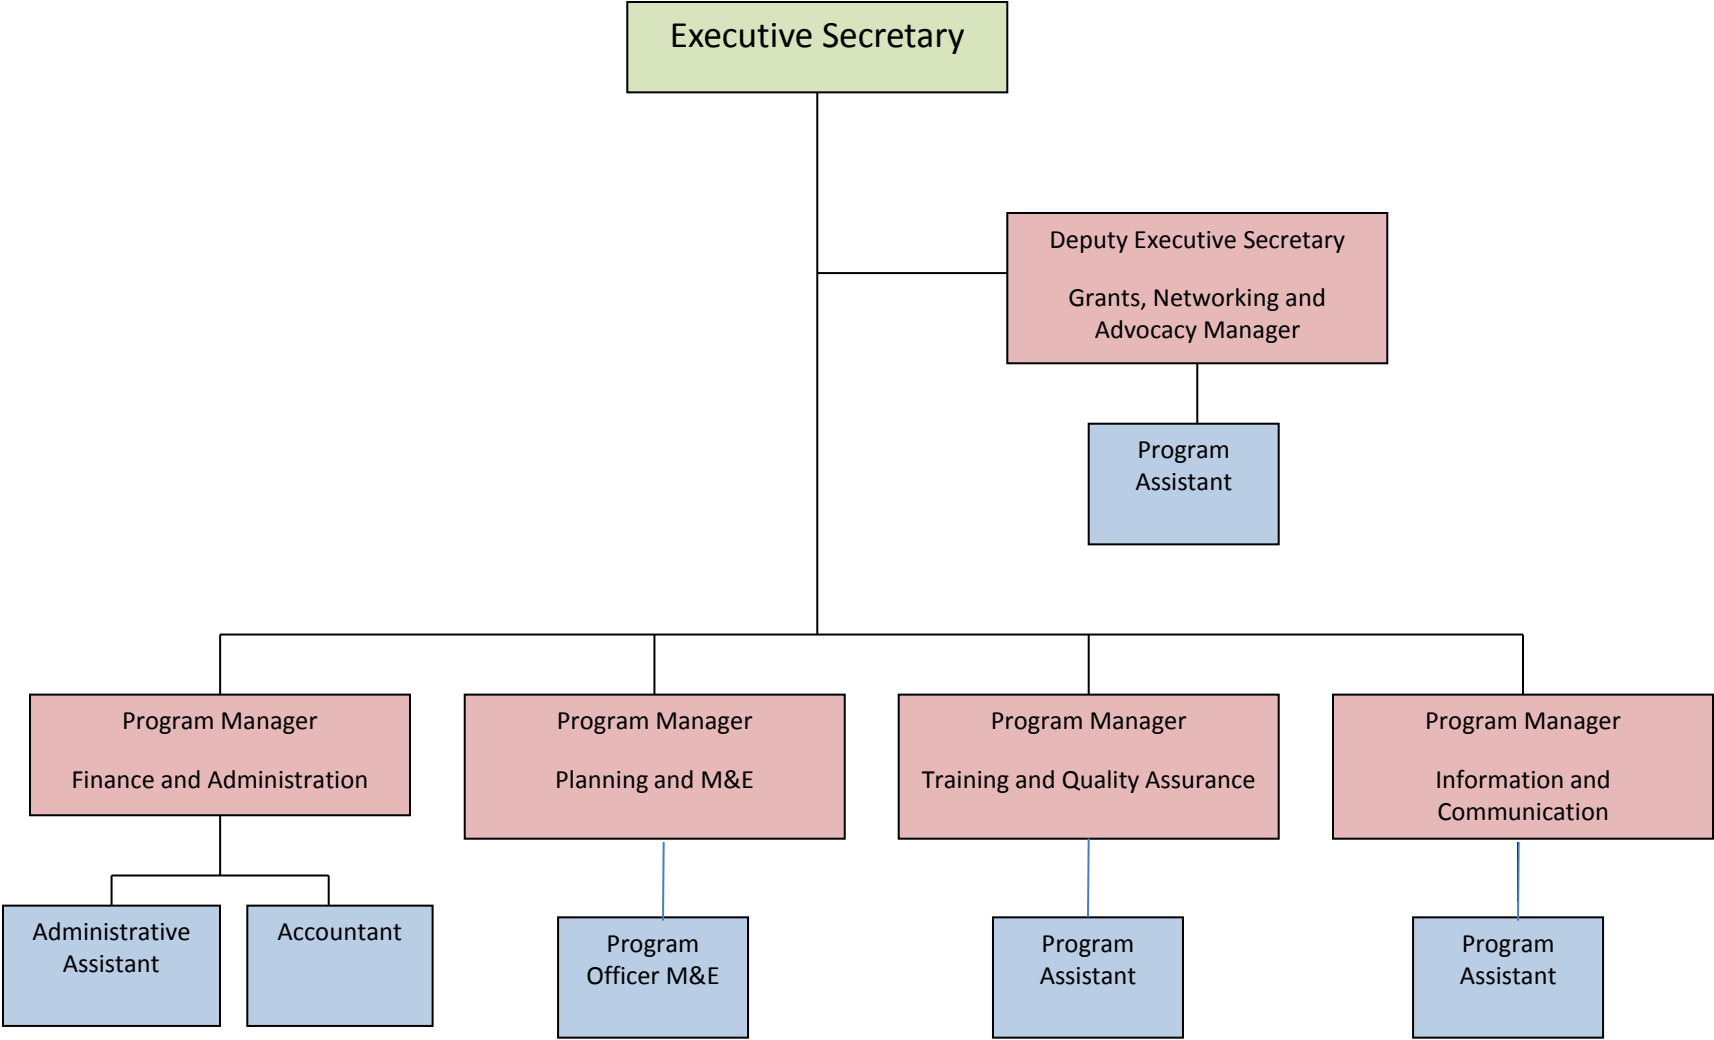 Executive Secretary
Deputy Executive Secretary
Grants, Networking and
Advocacy Manager
Program
Assistant
Program Manager
Finance and Administration
Program Manager
Planning and M&E
Program Manager
Training and Quality Assurance
Program Manager
Information and
Communication
Administrative
Assistant
Accountant
Program
Officer M&E
Program
Assistant
Program
Assistant